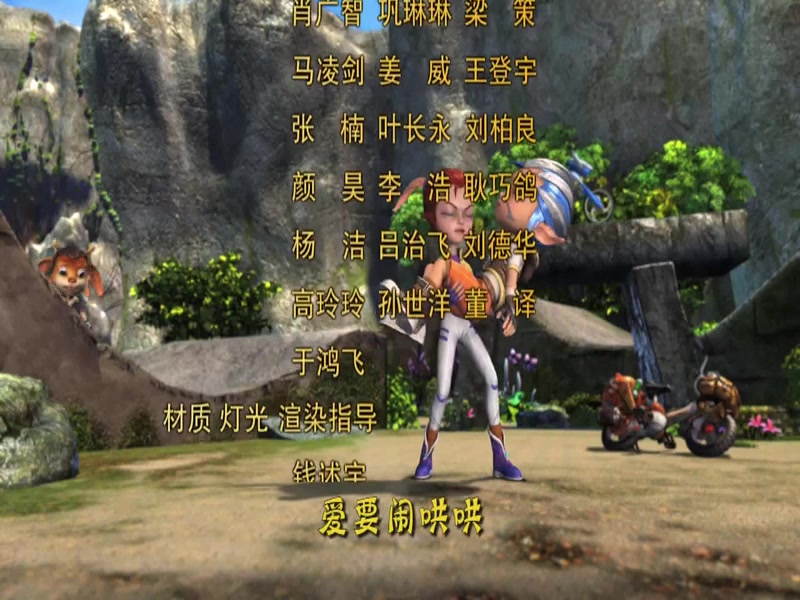 肖广智 巩琳琳 梁 策
马凌剑 姜 威 王登宇
张 楠 叶长永 刘柏良
颜 昊 李 浩 耿巧鸽
杨 洁 吕治飞 刘德华
高玲玲 孙世洋 董 译
于鸿飞
材质 灯光 渲染指导
钱述宇
爱要闹哄哄